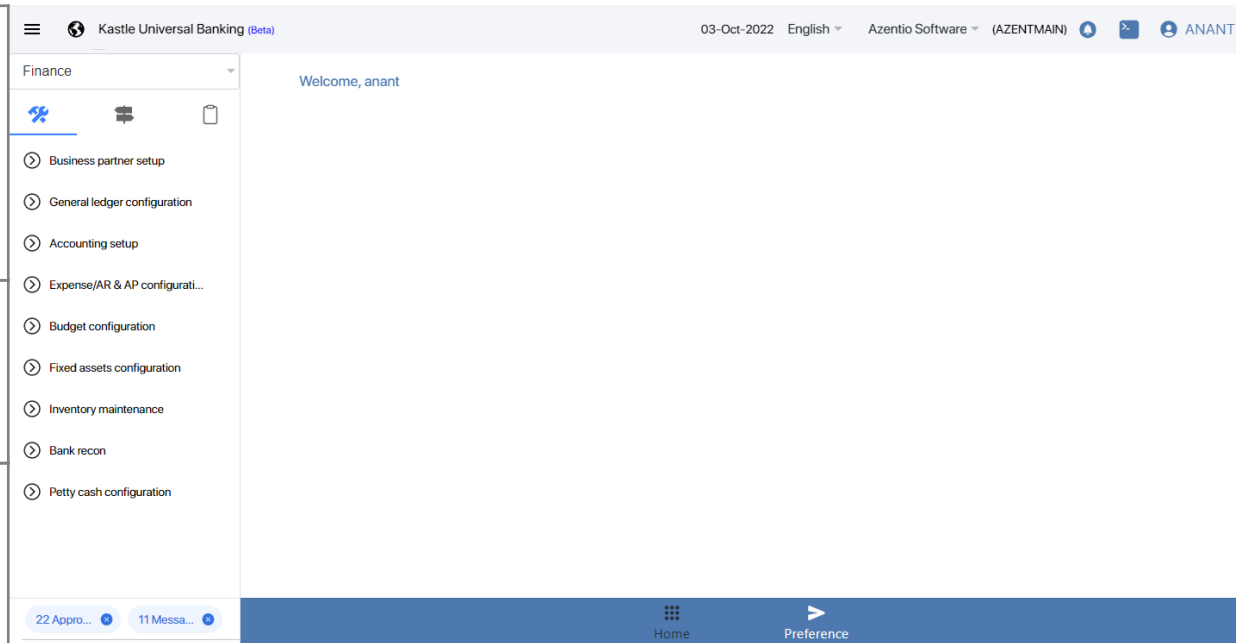 Kastle Universal Banking (Beta) 03-Oct-2022 English Azentio Software (AZENTMAIN) ANANT
Finance
Welcome, anant
Business partner setup
General ledger configuration
Accounting setup
Expense/AR & AP configurati...
Budget configuration
Fixed assets configuration
Inventory maintenance
Bank recon
Petty cash configuration
22 Appro... 11 Messa...
Home Preference